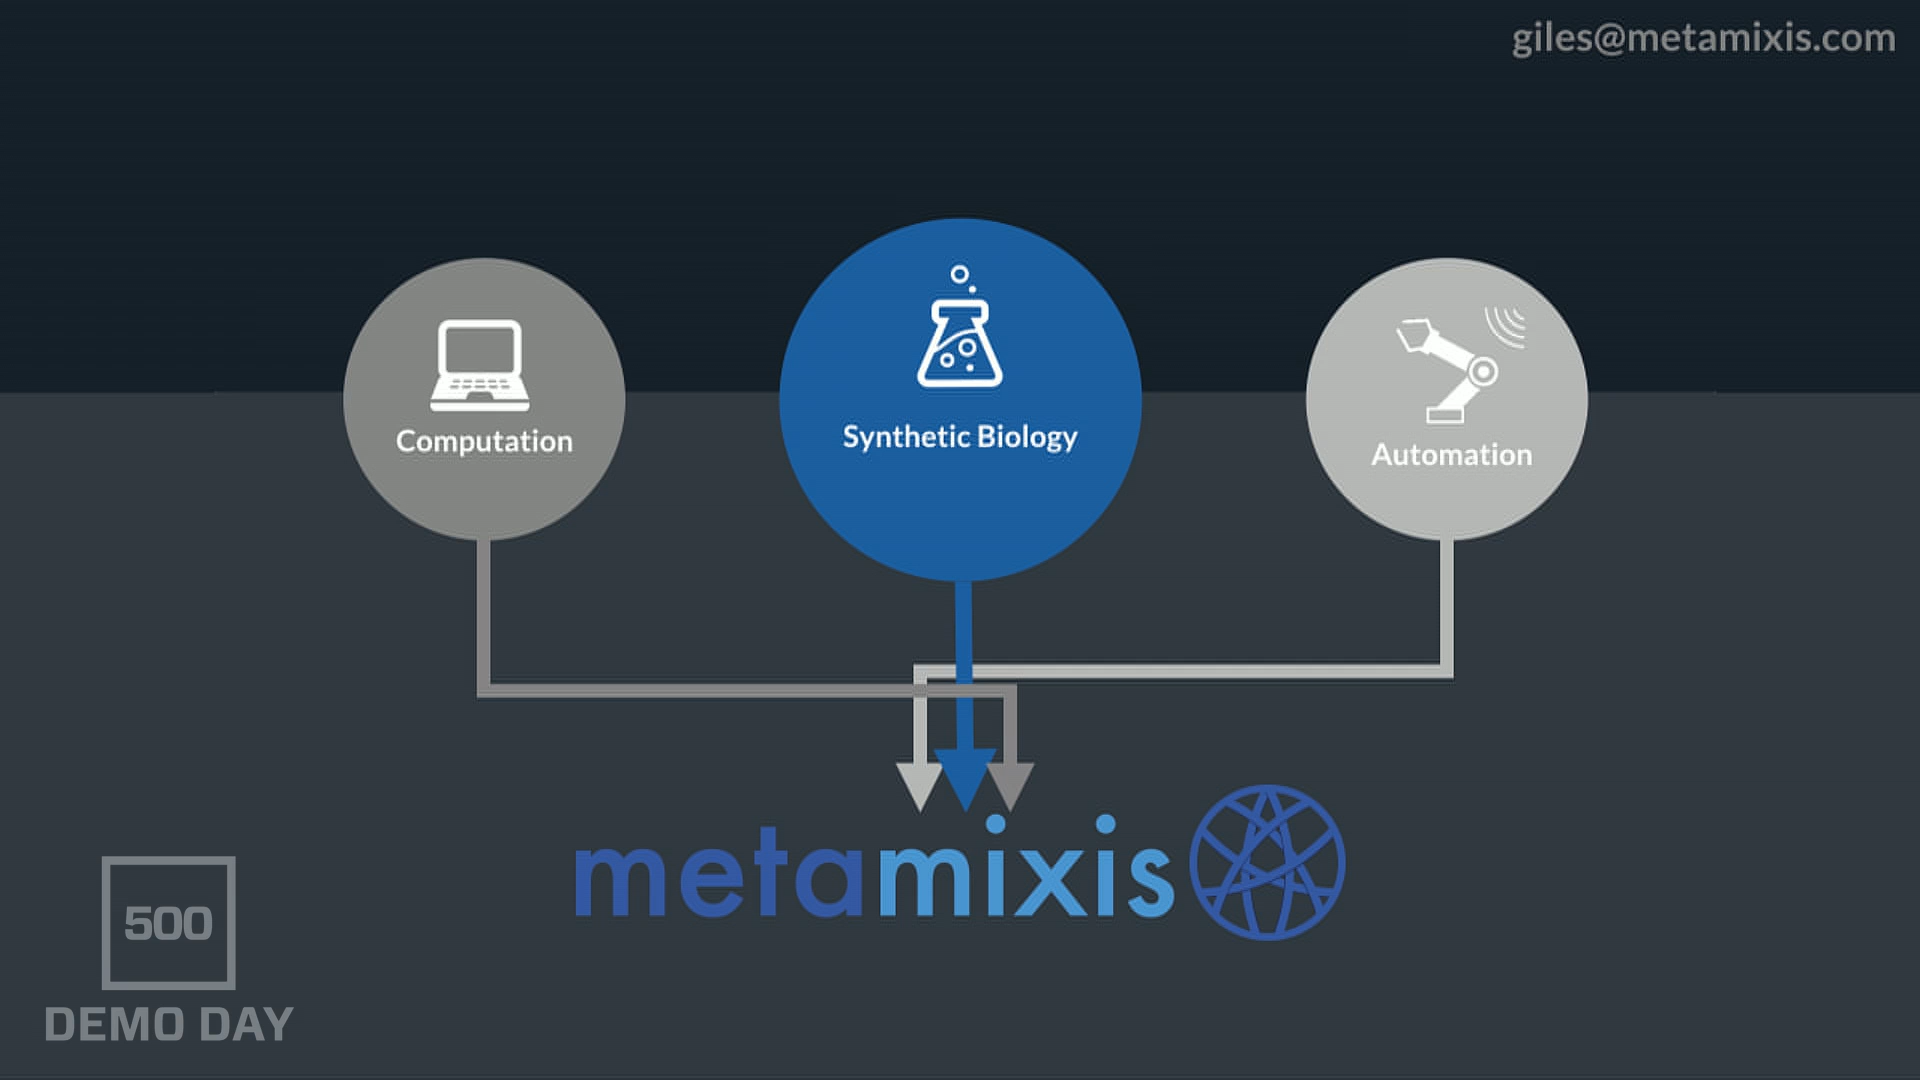 giles@metamixis.com
Computation
Synthetic Biology
Automation
metamixis
500
DEMO DAY